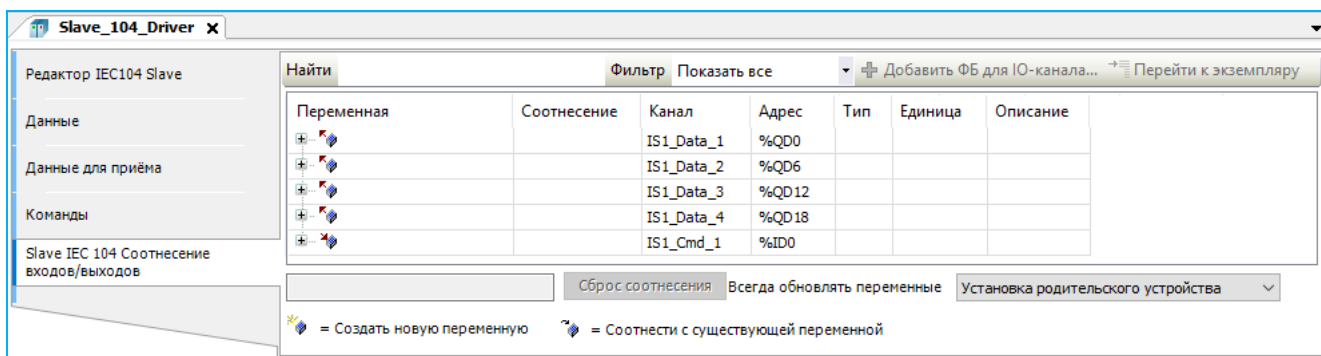 Slave_104_Driver x
Редактор IEC104 Slave
Данные
Данные для приёма
Команды
Slave IEC 104 Соотнесение
входов/выходов
Найти Фильтр Показать все Добавить ФБ для IO-канала... Перейти к экземпляру
Переменная Соотнесение Канал Адрес Тип Единица Описание
IS1_Data_1 %QD0
IS1_Data_2 %QD6
IS1_Data_3 %QD12
IS1_Data_4 %QD18
IS1_Cmd_1 %ID0
Сброс соотнесения Всегда обновлять переменные Установка родительского устройства
= Создать новую переменную = Соотнести с существующей переменной